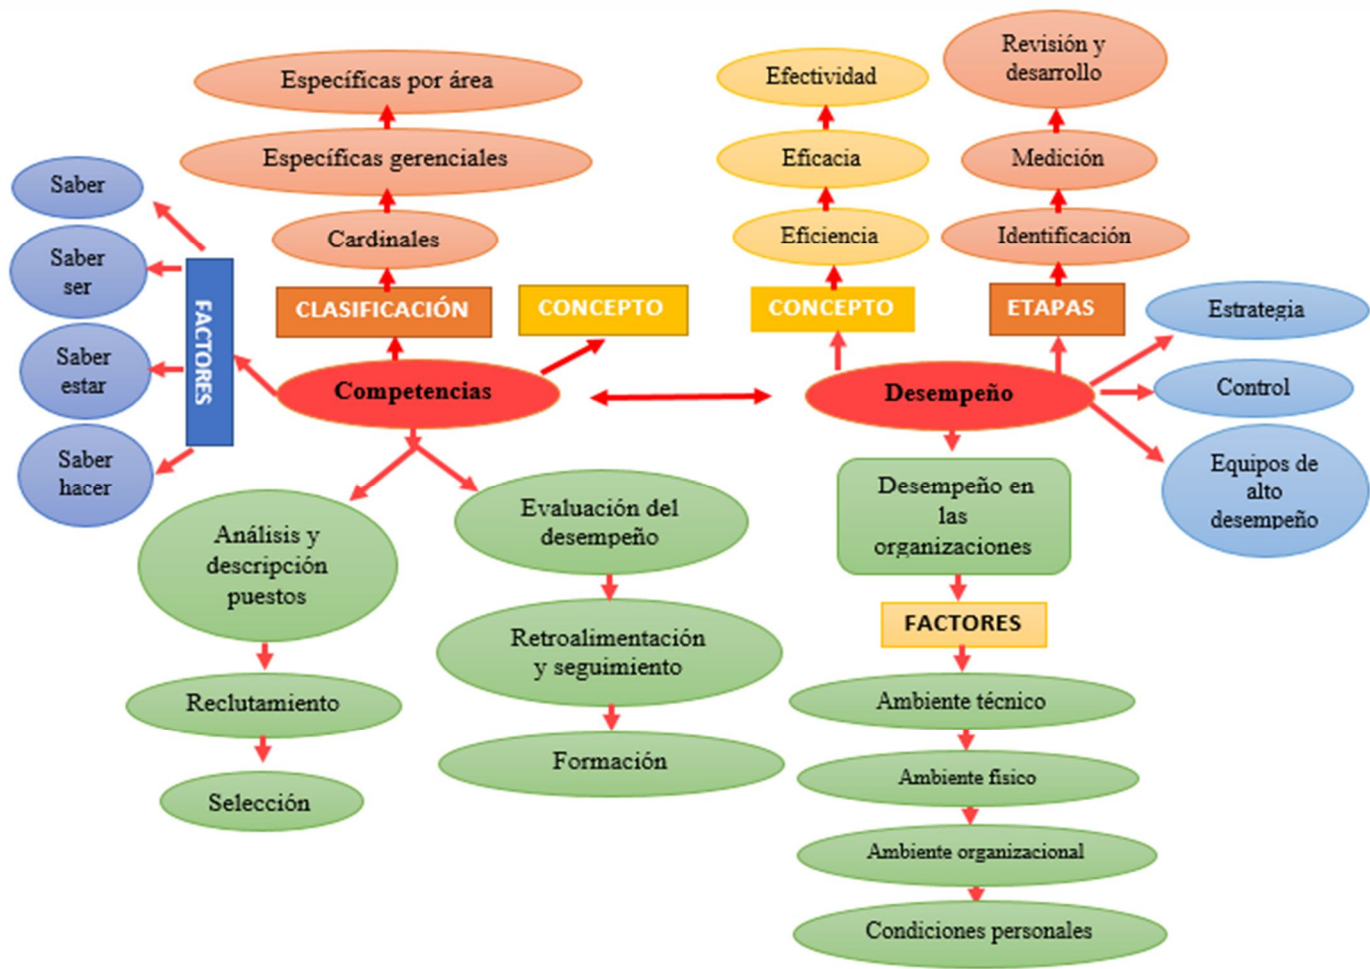 Específicas por área
Específicas gerenciales
Cardinales
CLASIFICACIÓN
CONCEPTO
Saber
Saber
ser
Saber
estar
Saber
hacer
FACTORES
Competencias
Análisis y
descripción
puestos
Reclutamiento
Selección
Evaluación del
desempeño
Retroalimentación
y seguimiento
Formación
Efectividad
Eficacia
Eficiencia
CONCEPTO
Revisión y
desarrollo
Medición
Identificación
ETAPAS
Desempeño
Estrategia
Control
Equipos de
alto
desempeño
Desempeño en
las
organizaciones
FACTORES
Ambiente técnico
Ambiente físico
Ambiente organizacional
Condiciones personales